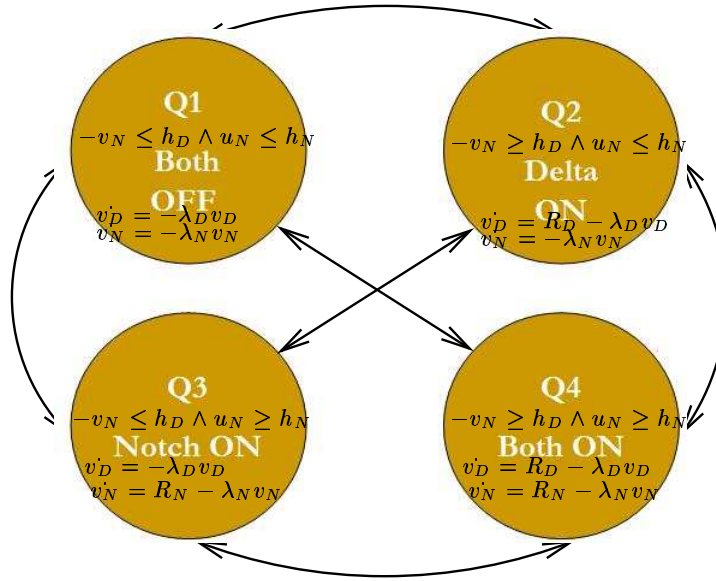 Q1
−v_N ≤ h_D ∧ u_N ≤ h_N
Both
OFF
v̇_D = −λ_D v_D
v̇_N = −λ_N v_N
Q2
−v_N ≥ h_D ∧ u_N ≤ h_N
Delta
ON
v̇_D = R_D − λ_D v_D
v̇_N = −λ_N v_N
Q3
−v_N ≤ h_D ∧ u_N ≥ h_N
Notch ON
v̇_D = −λ_D v_D
v̇_N = R_N − λ_N v_N
Q4
−v_N ≥ h_D ∧ u_N ≥ h_N
Both ON
v̇_D = R_D − λ_D v_D
v̇_N = R_N − λ_N v_N